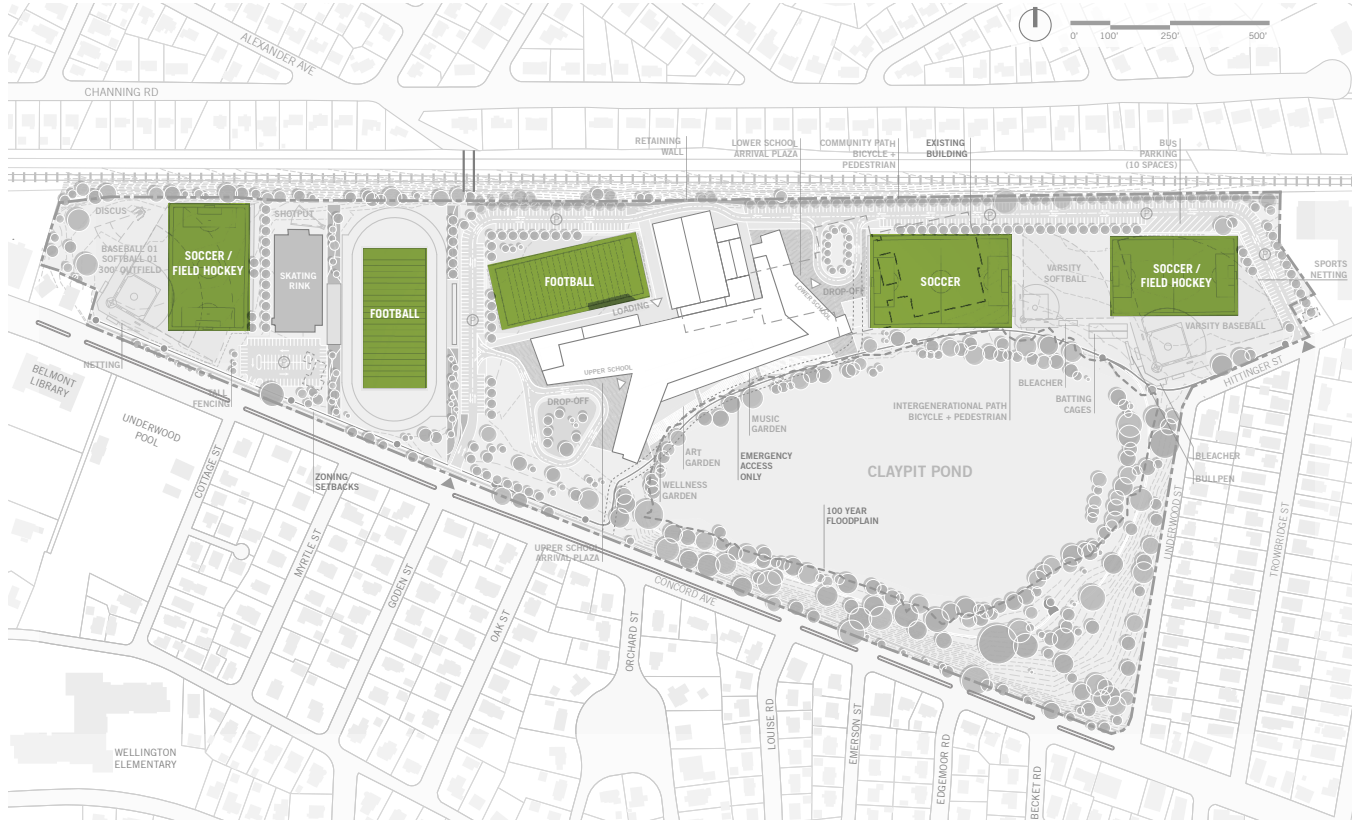 ALEXANDER AVE
CHANNING RD
0'
100'
250'
500'
RETAINING
WALL
LOWER SCHOOL
ARRIVAL PLAZA
COMMUNITY PATH
BICYCLE +
PEDESTRIAN
EXISTING
BUILDING
BUS
PARKING
(10 SPACES)
DISCUS
SHOTPUT
P
P
P
BASEBALL 01
SOFTBALL 01
300' OUTFIELD
SOCCER /
FIELD HOCKEY
SKATING
RINK
FOOTBALL
FOOTBALL
LOADING
LOWER SCHOOL
DROP-OFF
SOCCER
VARSITY
SOFTBALL
SOCCER /
FIELD HOCKEY
P
SPORTS
NETTING
P
P
VARSITY BASEBALL
NETTING
BELMONT
LIBRARY
TALL
FENCING
UPPER SCHOOL
DROP-OFF
HITTINGER ST
BLEACHER
BATTING
CAGES
INTERGENERATIONAL PATH
BICYCLE + PEDESTRIAN
MUSIC
GARDEN
UNDERWOOD
POOL
COTTAGE ST
ART
GARDEN
EMERGENCY
ACCESS
ONLY
CLAYPIT POND
BLEACHER
BULLPEN
ZONING
SETBACKS
WELLNESS
GARDEN
100 YEAR
FLOODPLAIN
UNDERWOOD ST
TROWBRIDGE ST
MYRTLE ST
GODEN ST
UPPER SCHOOL
ARRIVAL PLAZA
CONCORD AVE
OAK ST
ORCHARD ST
LOUISE RD
EMERSON ST
EDGEMOOR RD
BECKET RD
WELLINGTON
ELEMENTARY